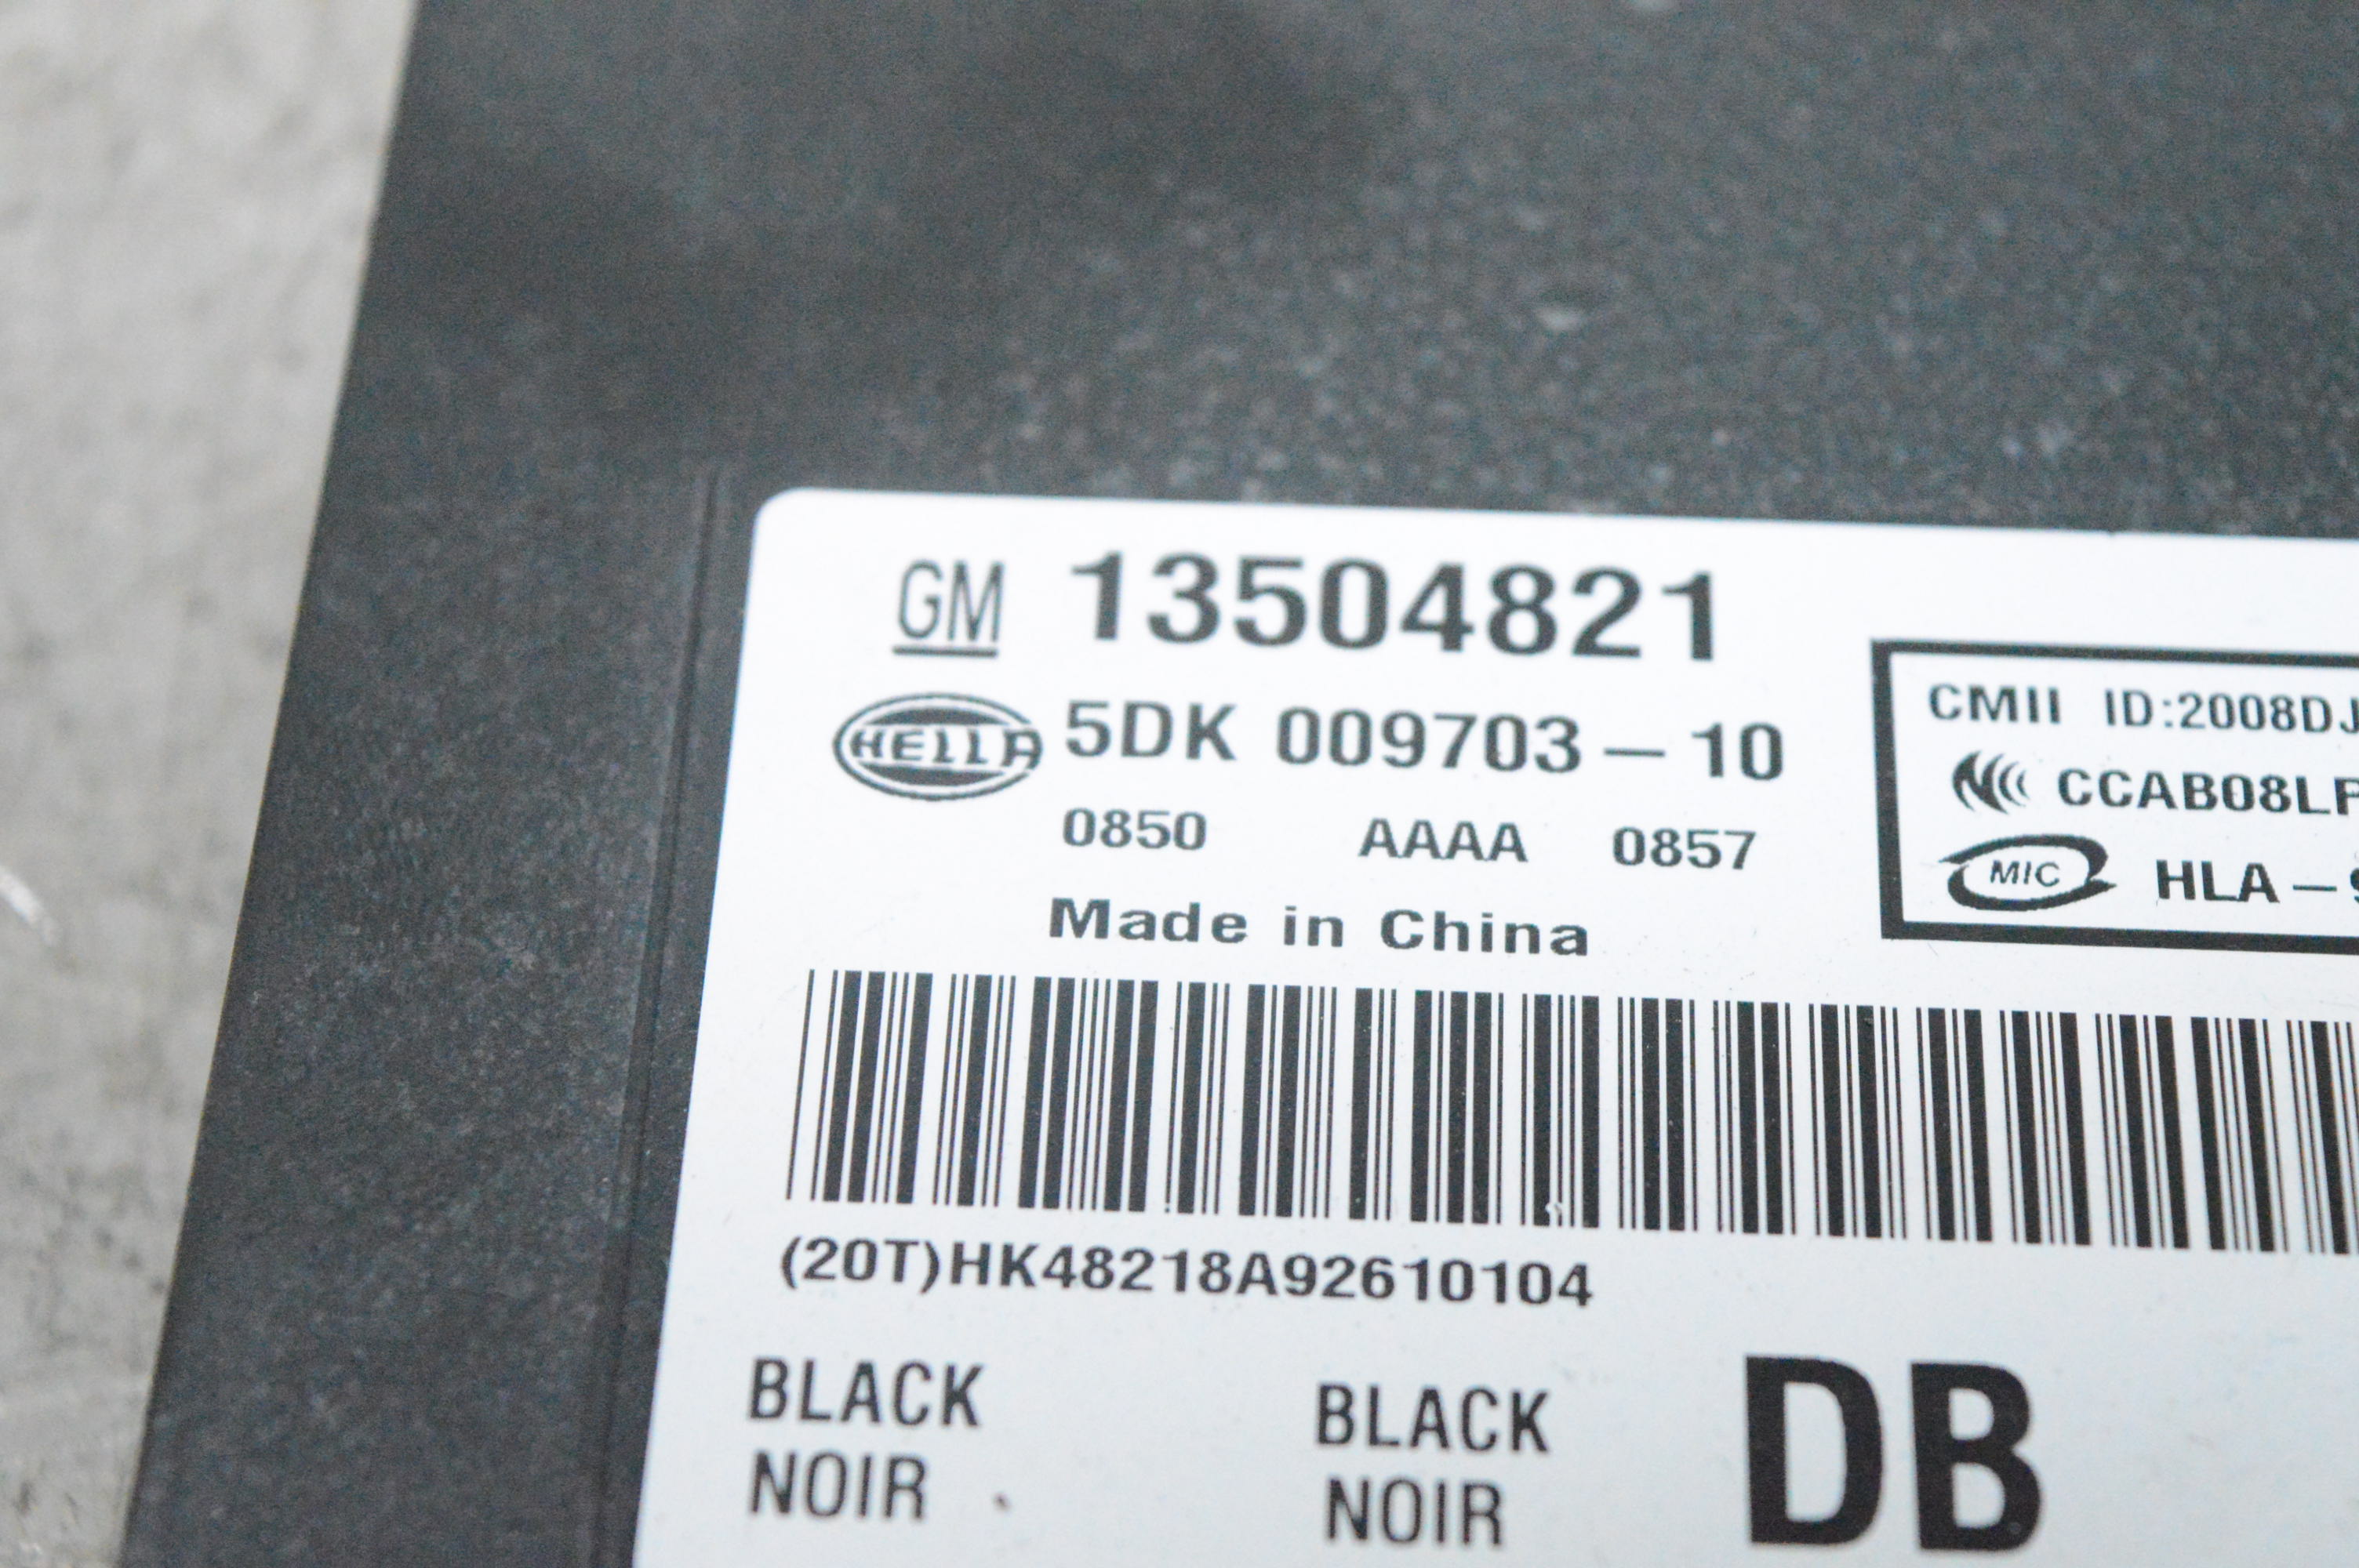 GM 13504821
HELLA 5DK 009703-10
0850 AAAA 0857
Made in China
CMII ID:2008DJ
CCAB08LP
MIC HLA-9
(20T)HK48218A92610104
BLACK BLACK DB
NOIR NOIR